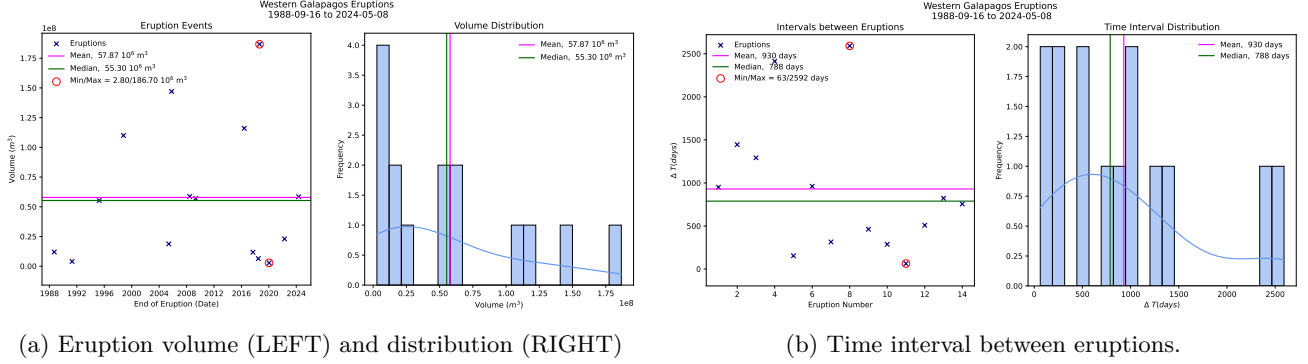 Western Galapagos Eruptions
1988-09-16 to 2024-05-08
Eruption Events
Volume Distribution
1e8
1.75
1.50
1.25
1.00
0.75
0.50
0.25
0.00
Volume (m³)
× Eruptions
Mean, 57.87 10⁶ m³
Median, 55.30 10⁶ m³
Min/Max = 2.80/186.70 10⁶ m³
1988 1992 1996 2000 2004 2008 2012 2016 2020 2024
End of Eruption (Date)
4.0
3.5
3.0
2.5
2.0
1.5
1.0
0.5
0.0
Frequency
Mean, 57.87 10⁶ m³
Median, 55.30 10⁶ m³
0.00 0.25 0.50 0.75 1.00 1.25 1.50 1.75
1e8
Volume (m³)
Western Galapagos Eruptions
1988-09-16 to 2024-05-08
Intervals between Eruptions
Time Interval Distribution
2500
2000
1500
1000
500
0
Δ T(days)
× Eruptions
Mean, 930 days
Median, 788 days
Min/Max = 63/2592 days
2 4 6 8 10 12 14
Eruption Number
2.00
1.75
1.50
1.25
1.00
0.75
0.50
0.25
0.00
Frequency
Mean, 930 days
Median, 788 days
0 500 1000 1500 2000 2500
Δ T(days)
(a) Eruption volume (LEFT) and distribution (RIGHT)
(b) Time interval between eruptions.